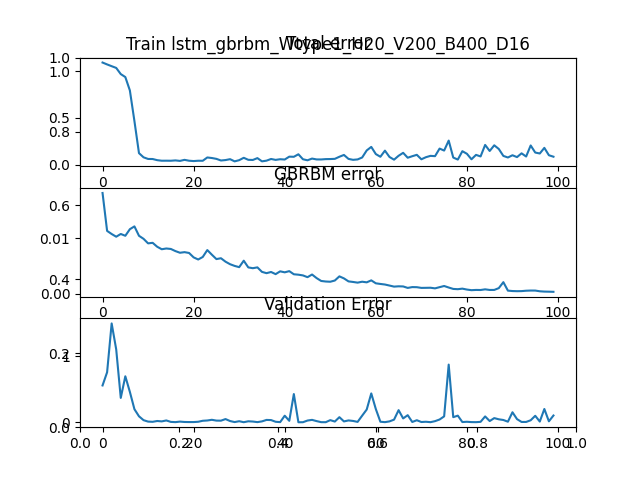 Train lstm_gbrbm_Wtype1_H20_V200_B400_D16
Total error
1.0
1.0
0.5
0.8
0.0
0 20 40 60 80 100
GBRBM error
0.6
0.01
0.4
0.00
0 20 40 60 80 100
Validation Error
0.2
1
0
0.0
0.0 0 0.2 20 0.4 40 0.6 60 0.8 80 1.0 100